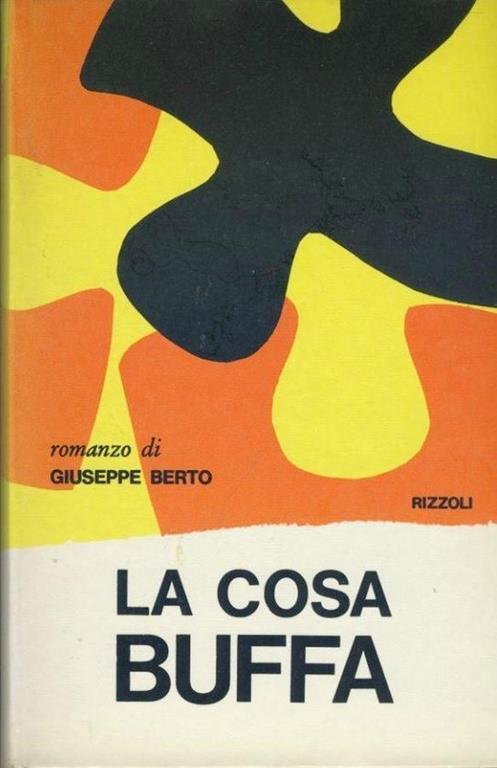 romanzo di
GIUSEPPE BERTO
RIZZOLI
LA COSA
BUFFA